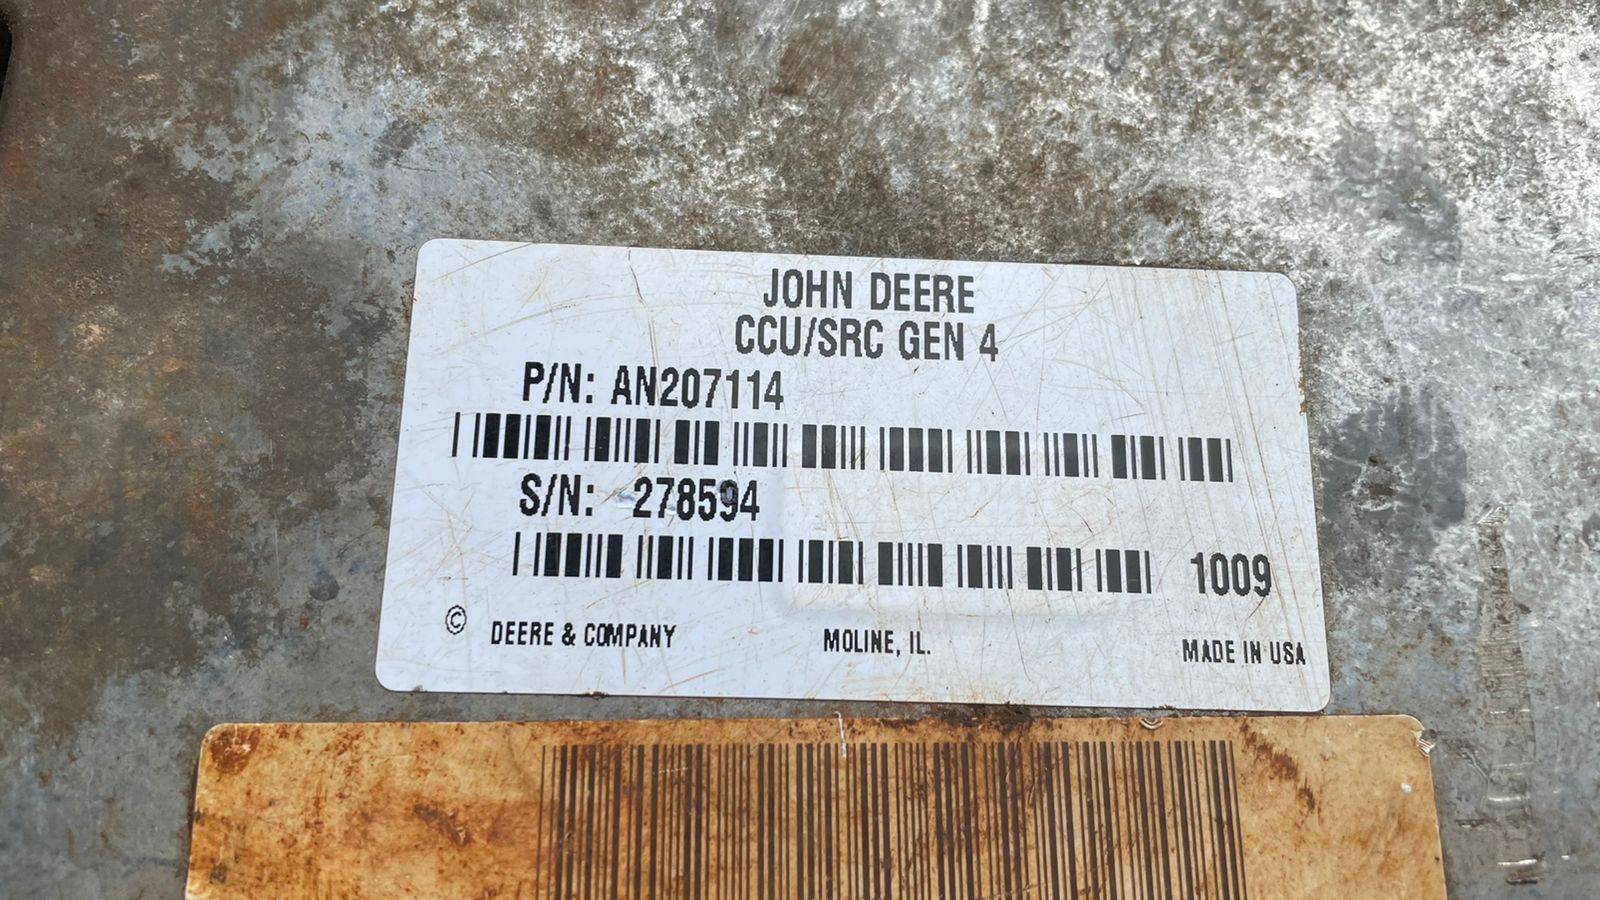 JOHN DEERE
CCU/SRC GEN 4
P/N: AN207114
S/N: 278594
1009
© DEERE & COMPANY MOLINE, IL. MADE IN USA